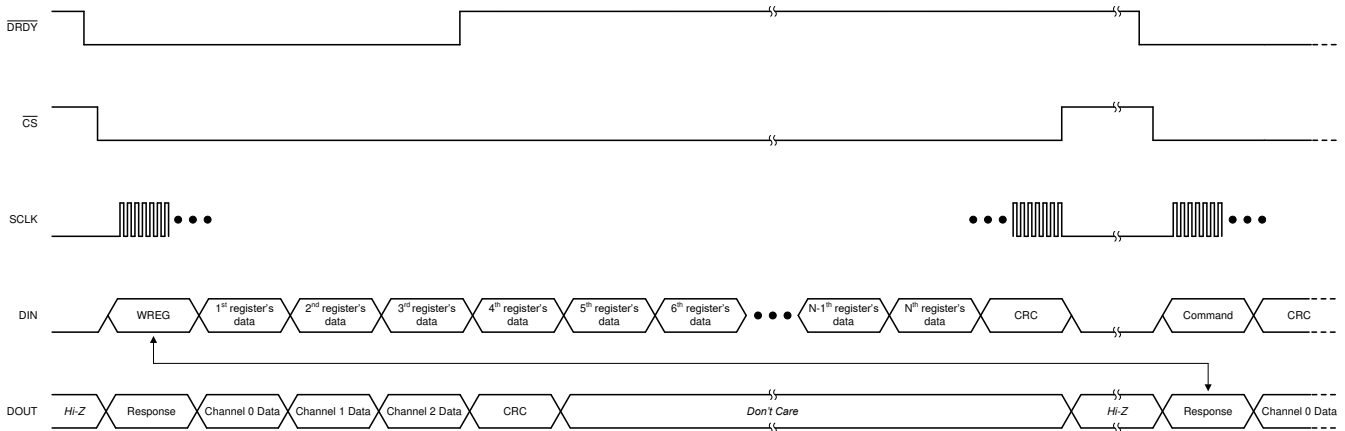 DRDY
CS
SCLK
DIN
WREG
1st register's
data
2nd register's
data
3rd register's
data
4th register's
data
5th register's
data
6th register's
data
N-1th register's
data
Nth register's
data
CRC
Command
CRC
DOUT
Hi-Z
Response
Channel 0 Data
Channel 1 Data
Channel 2 Data
CRC
Don't Care
Hi-Z
Response
Channel 0 Data